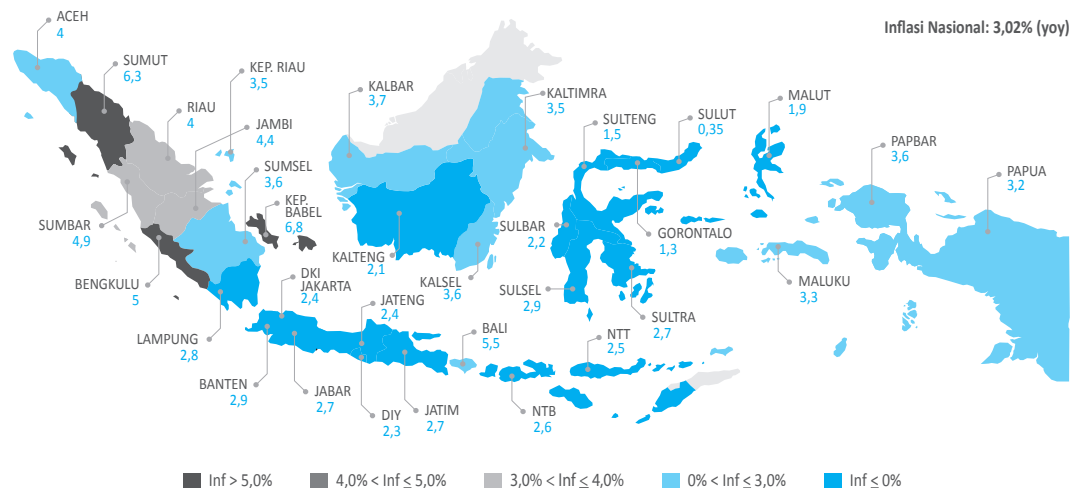 Inflasi Nasional: 3,02% (yoy)
ACEH
4
SUMUT
6,3
KEP. RIAU
3,5
RIAU
4
JAMBI
4,4
SUMSEL
3,6
KEP.
BABEL
6,8
SUMBAR
4,9
BENGKULU
5
LAMPUNG
2,8
DKI
JAKARTA
2,4
BANTEN
2,9
JABAR
2,7
JATENG
2,4
DIY
2,3
JATIM
2,7
BALI
5,5
NTB
2,6
NTT
2,5
KALBAR
3,7
KALTIMRA
3,5
KALTENG
2,1
KALSEL
3,6
SULTENG
1,5
SULUT
0,35
GORONTALO
1,3
SULBAR
2,2
SULSEL
2,9
SULTRA
2,7
MALUT
1,9
MALUKU
3,3
PAPBAR
3,6
PAPUA
3,2
Inf > 5,0%
4,0% < Inf ≤ 5,0%
3,0% < Inf ≤ 4,0%
0% < Inf ≤ 3,0%
Inf ≤ 0%